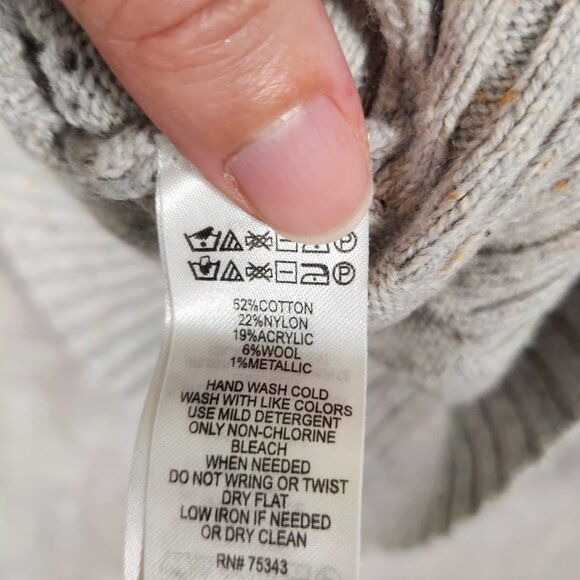 52%COTTON
22%NYLON
19%ACRYLIC
6%WOOL
1%METALLIC
HAND WASH COLD
WASH WITH LIKE COLORS
USE MILD DETERGENT
ONLY NON-CHLORINE
BLEACH
WHEN NEEDED
DO NOT WRING OR TWIST
DRY FLAT
LOW IRON IF NEEDED
OR DRY CLEAN
RN# 75343